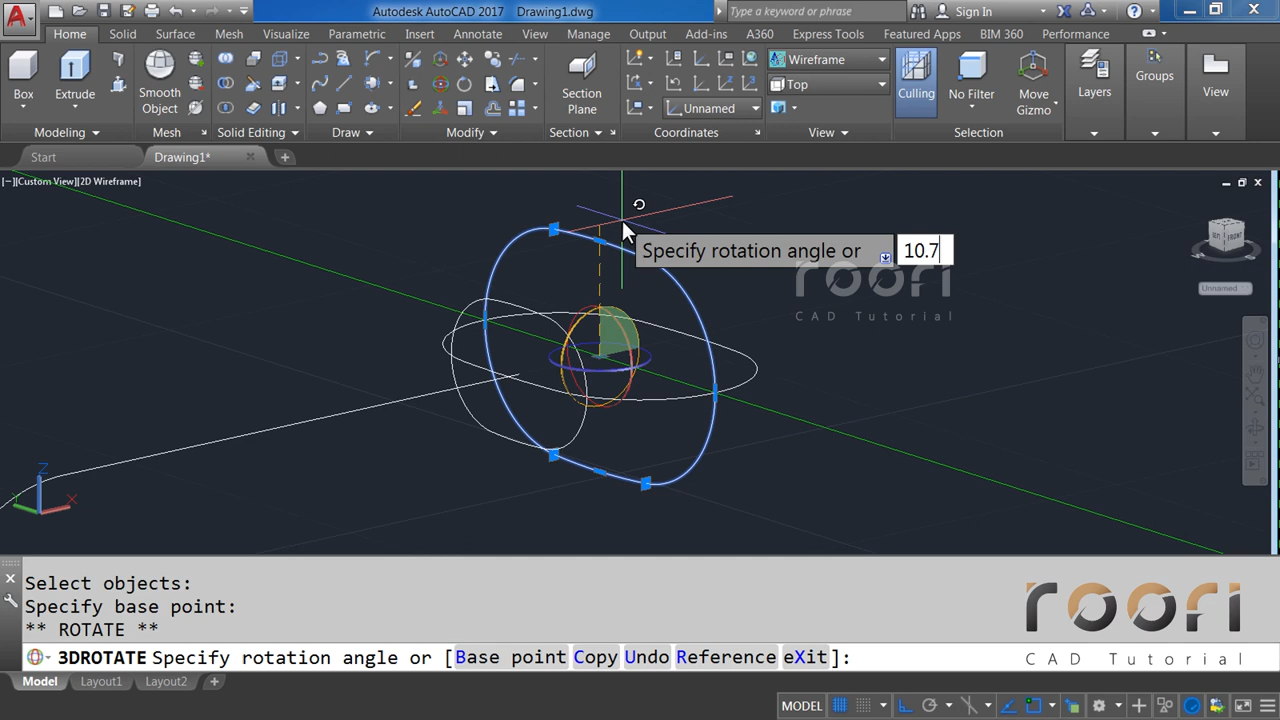 Autodesk AutoCAD 2017 Drawing1.dwg
Type a keyword or phrase
Sign In
Home Solid Surface Mesh Visualize Parametric Insert Annotate View Manage Output Add-ins A360 Express Tools Featured Apps BIM 360 Performance
Box
Extrude
Smooth
Object
Section
Plane
Unnamed
Wireframe
Top
Culling
No Filter
Move
Gizmo
Layers
Groups
View
Modeling Mesh Solid Editing Draw Modify Section Coordinates View Selection
Start
Drawing1*
[−][Custom View][2D Wireframe]
Specify rotation angle or 10.7
roori
CAD Tutorial
Unnamed
Z
Y
X
Select objects:
Specify base point:
** ROTATE **
3DROTATE Specify rotation angle or [Base point Copy Undo Reference eXit]:
roori
CAD Tutorial
Model Layout1 Layout2
MODEL